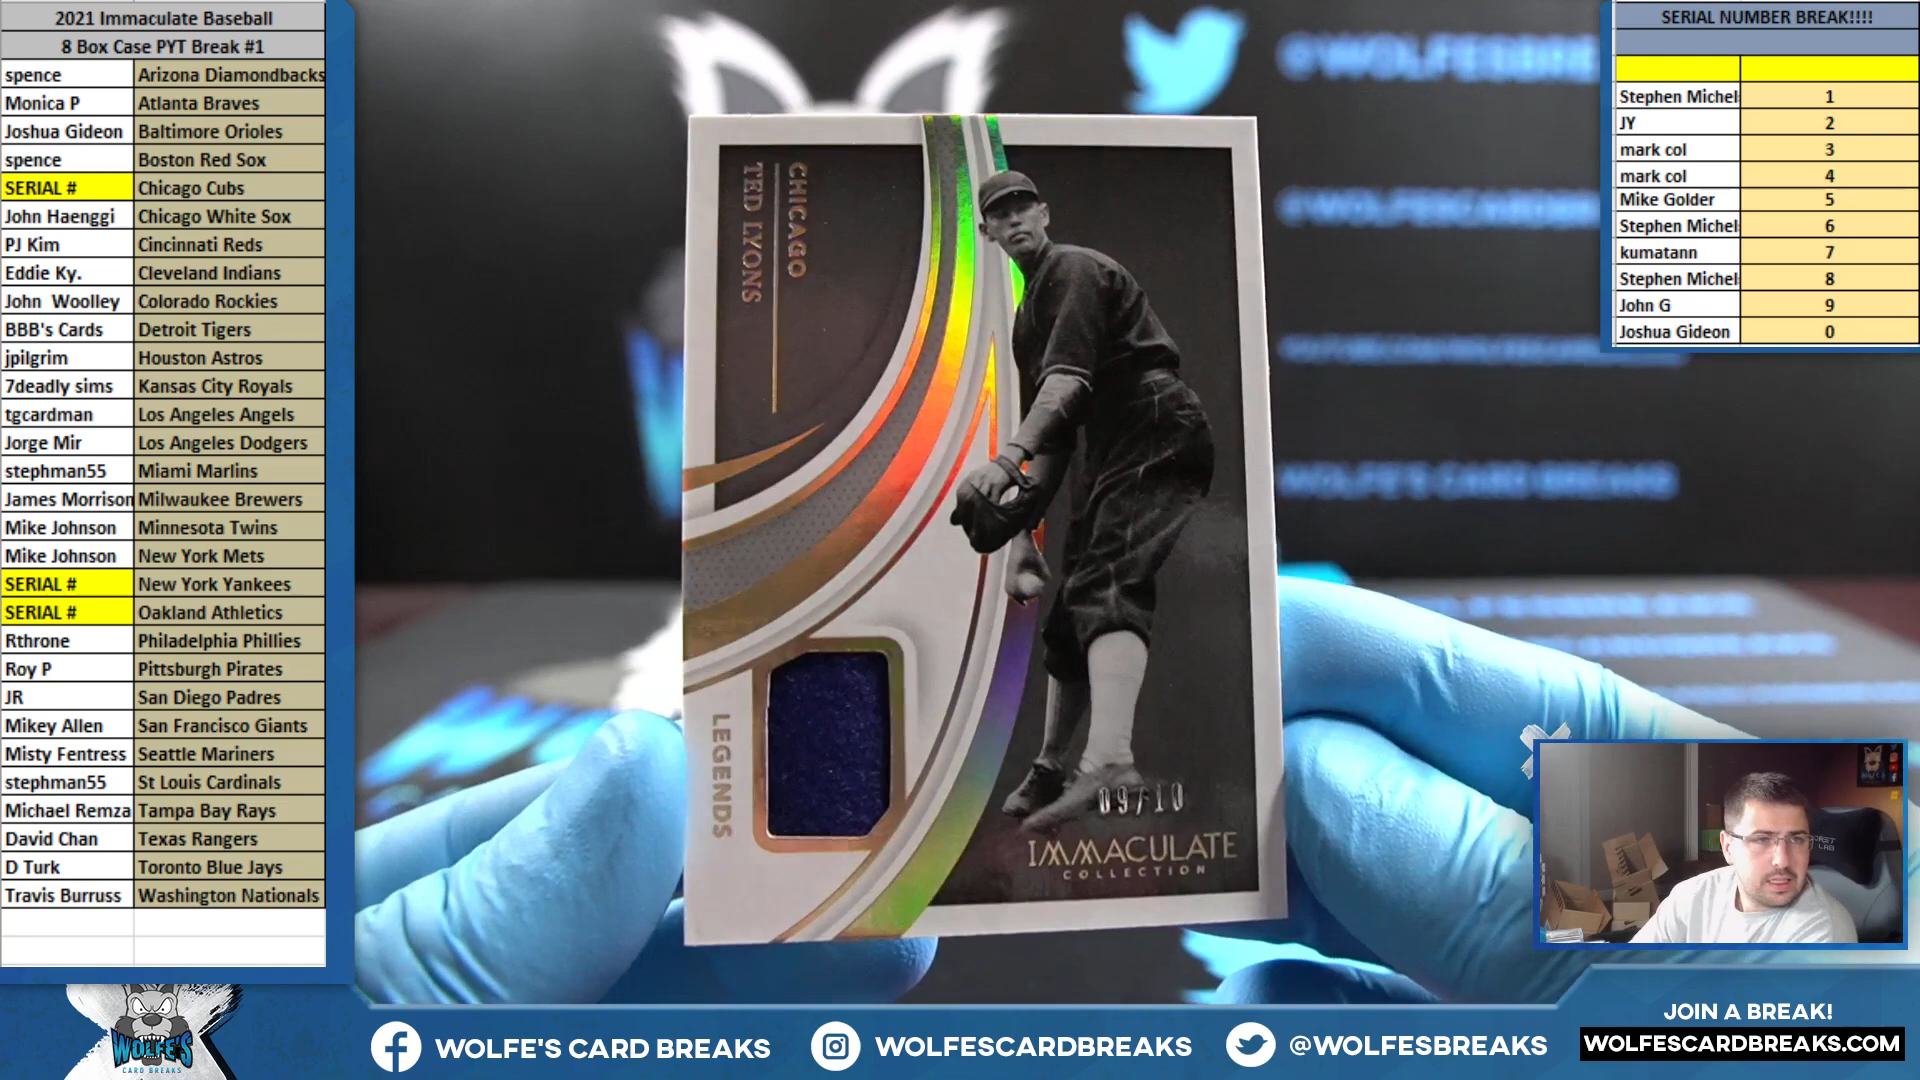 2021 Immaculate Baseball
8 Box Case PYT Break #1
spence Arizona Diamondbacks
Monica P Atlanta Braves
Joshua Gideon Baltimore Orioles
spence Boston Red Sox
SERIAL # Chicago Cubs
John Haenggi Chicago White Sox
PJ Kim Cincinnati Reds
Eddie Ky. Cleveland Indians
John Woolley Colorado Rockies
BBB's Cards Detroit Tigers
jpilgrim Houston Astros
7deadly sims Kansas City Royals
tgcardman Los Angeles Angels
Jorge Mir Los Angeles Dodgers
stephman55 Miami Marlins
James Morrison Milwaukee Brewers
Mike Johnson Minnesota Twins
Mike Johnson New York Mets
SERIAL # New York Yankees
SERIAL # Oakland Athletics
Rthrone Philadelphia Phillies
Roy P Pittsburgh Pirates
JR San Diego Padres
Mikey Allen San Francisco Giants
Misty Fentress Seattle Mariners
stephman55 St Louis Cardinals
Michael Remza Tampa Bay Rays
David Chan Texas Rangers
D Turk Toronto Blue Jays
Travis Burruss Washington Nationals
CHICAGO
TED LYONS
LEGENDS
09/10
IMMACULATE
COLLECTION
@WOLFESBRE
@WOLFESCARDBR
WOLFE'S CARD BREAKS
SERIAL NUMBER BREAK!!!!
Stephen Michel 1
JY 2
mark col 3
mark col 4
Mike Golder 5
Stephen Michel 6
kumatann 7
Stephen Michel 8
John G 9
Joshua Gideon 0
WOLFE'S
CARD BREAKS
WOLFE'S CARD BREAKS
WOLFESCARDBREAKS
@WOLFESBREAKS
JOIN A BREAK!
WOLFESCARDBREAKS.COM